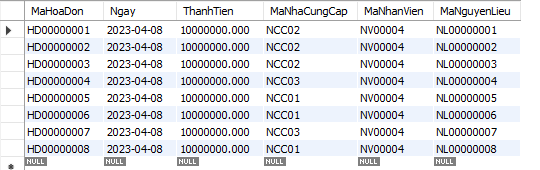 MaHoaDon Ngay ThanhTien MaNhaCungCap MaNhanVien MaNguyenLieu
HD00000001 2023-04-08 10000000.000 NCC02 NV00004 NL00000001
HD00000002 2023-04-08 10000000.000 NCC02 NV00004 NL00000002
HD00000003 2023-04-08 10000000.000 NCC02 NV00004 NL00000003
HD00000004 2023-04-08 10000000.000 NCC03 NV00004 NL00000004
HD00000005 2023-04-08 10000000.000 NCC01 NV00004 NL00000005
HD00000006 2023-04-08 10000000.000 NCC01 NV00004 NL00000006
HD00000007 2023-04-08 10000000.000 NCC03 NV00004 NL00000007
HD00000008 2023-04-08 10000000.000 NCC01 NV00004 NL00000008
NULL NULL NULL NULL NULL NULL